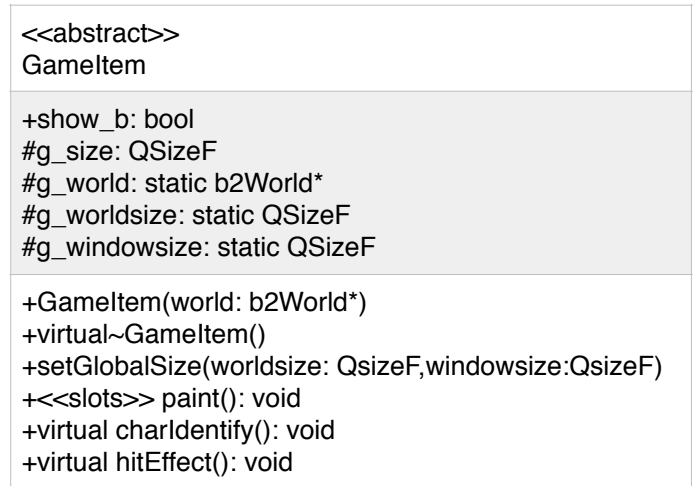 <<abstract>>
GameItem
+show_b: bool
#g_size: QSizeF
#g_world: static b2World*
#g_worldsize: static QSizeF
#g_windowsize: static QSizeF
+GameItem(world: b2World*)
+virtual~GameItem()
+setGlobalSize(worldsize: QsizeF,windowsize:QsizeF)
+<<slots>> paint(): void
+virtual charIdentify(): void
+virtual hitEffect(): void